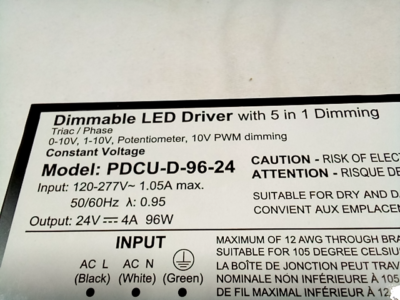 Dimmable LED Driver with 5 in 1 Dimming
Triac / Phase
0-10V, 1-10V, Potentiometer, 10V PWM dimming
Constant Voltage
Model: PDCU-D-96-24
Input: 120-277V~ 1.05A max.
50/60Hz λ: 0.95
Output: 24V⎓ 4A 96W
CAUTION - RISK OF ELEC
ATTENTION - RISQUE DE
SUITABLE FOR DRY AND DA
CONVIENT AUX EMPLACEM
INPUT
AC L AC N
(Black) (White) (Green)
MAXIMUM OF 12 AWG THROUGH BRA
SUITABLE FOR 105 DEGREE CELSIU
LA BOÎTE DE JONCTION PEUT TRAV
NOMINALE NON INFÉRIEURE À 105
DE FIL MAXIMAL INFÉRIEUR À 12